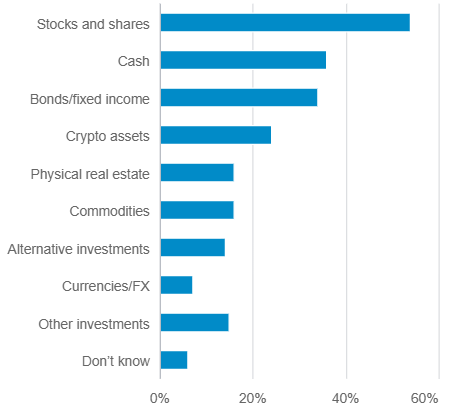 Stocks and shares
Cash
Bonds/fixed income
Crypto assets
Physical real estate
Commodities
Alternative investments
Currencies/FX
Other investments
Don’t know
0% 20% 40% 60%